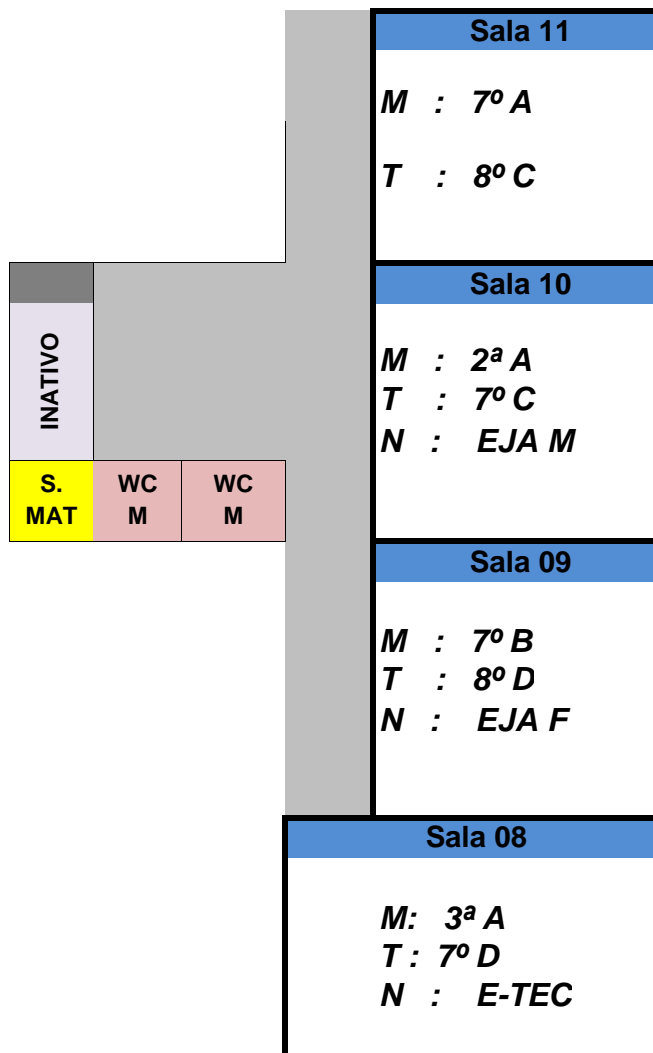 Sala 11
M : 7º A
T : 8º C
Sala 10
M : 2ª A
T : 7º C
N : EJA M
INATIVO
S. MAT
WC M
WC M
Sala 09
M : 7º B
T : 8º D
N : EJA F
Sala 08
M: 3ª A
T : 7º D
N : E-TEC